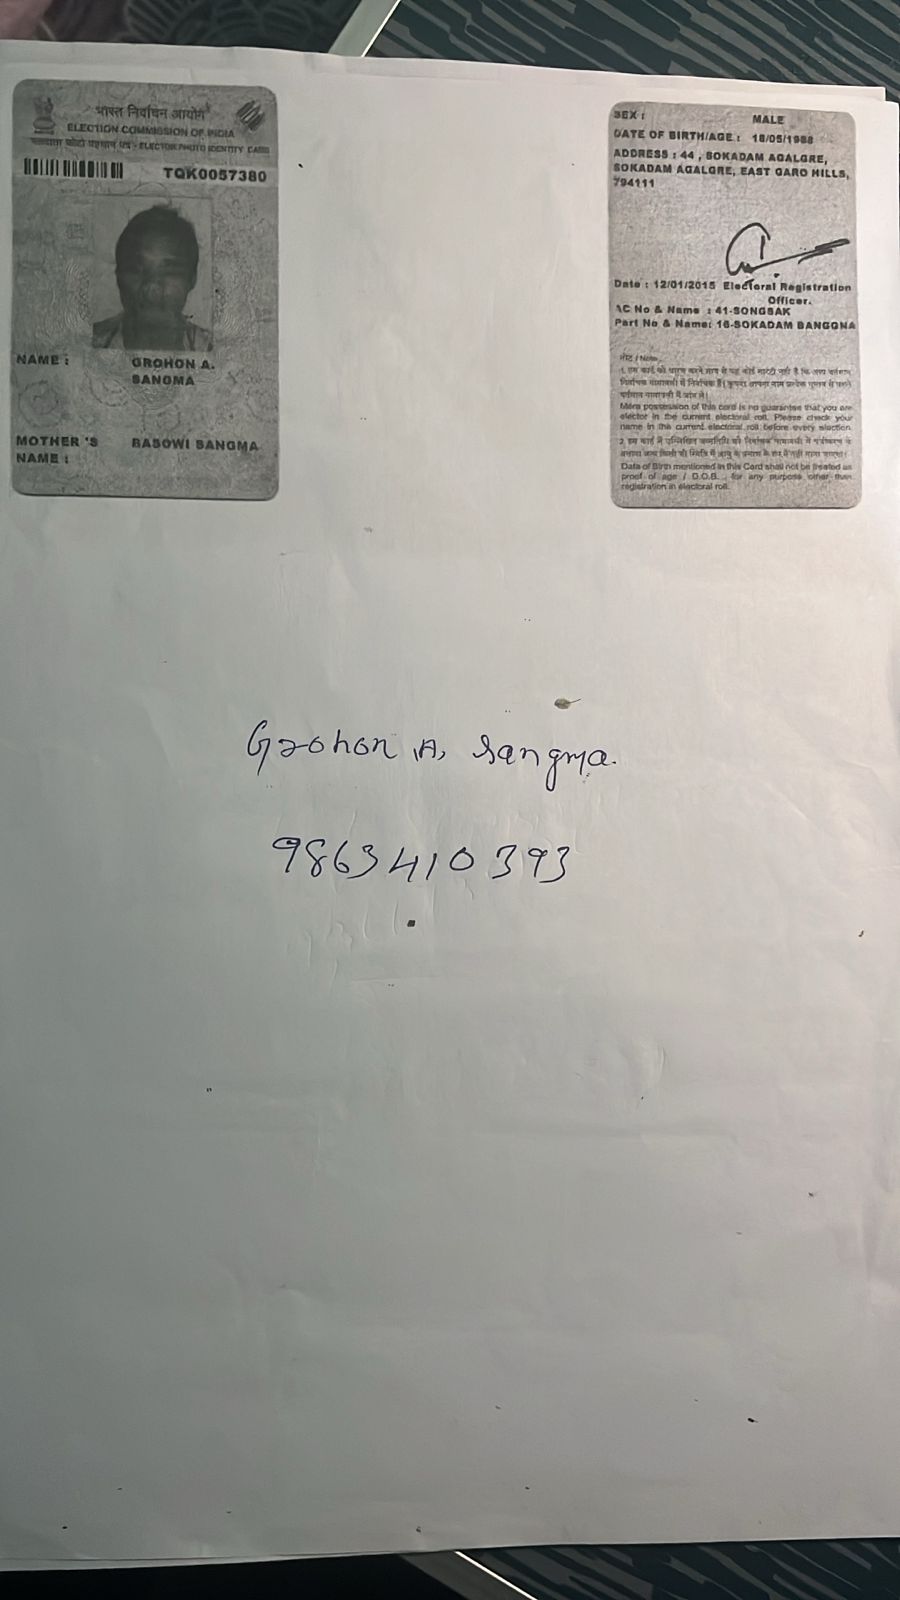 भारत निर्वाचन आयोग
ELECTION COMMISSION OF INDIA
ELECTOR PHOTO IDENTITY CARD
TQK0057380
NAME : GROHON A. SANGMA
MOTHER 'S NAME : BASOWI SANGMA
SEX : MALE
DATE OF BIRTH/AGE : 18/05/1988
ADDRESS : 44 , SOKADAM AGALGRE,
SOKADAM AGALGRE, EAST GARO HILLS,
794111
Date : 12/01/2015 Electoral Registration
Officer.
AC No & Name : 41-SONGSAK
Part No & Name: 16-SOKADAM BANGGNA
नोट / Note
Mere possession of this card is no guarantee that you are
elector in the current electoral roll. Please check your
name in the current electoral roll before every election.
Date of Birth mentioned in this Card shall not be treated as
proof of age / D.O.B. for any purpose other than
registration in electoral roll.
Grohon A. Sangma.
9863410393